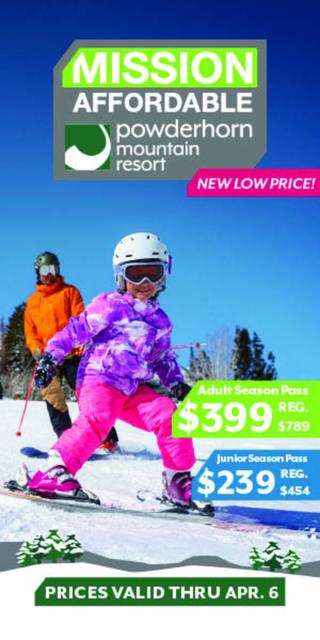 MISSION
AFFORDABLE
powderhorn
mountain
resort
NEW LOW PRICE!
Adult Season Pass
$399 REG. $789
Junior Season Pass
$239 REG. $454
PRICES VALID THRU APR. 6